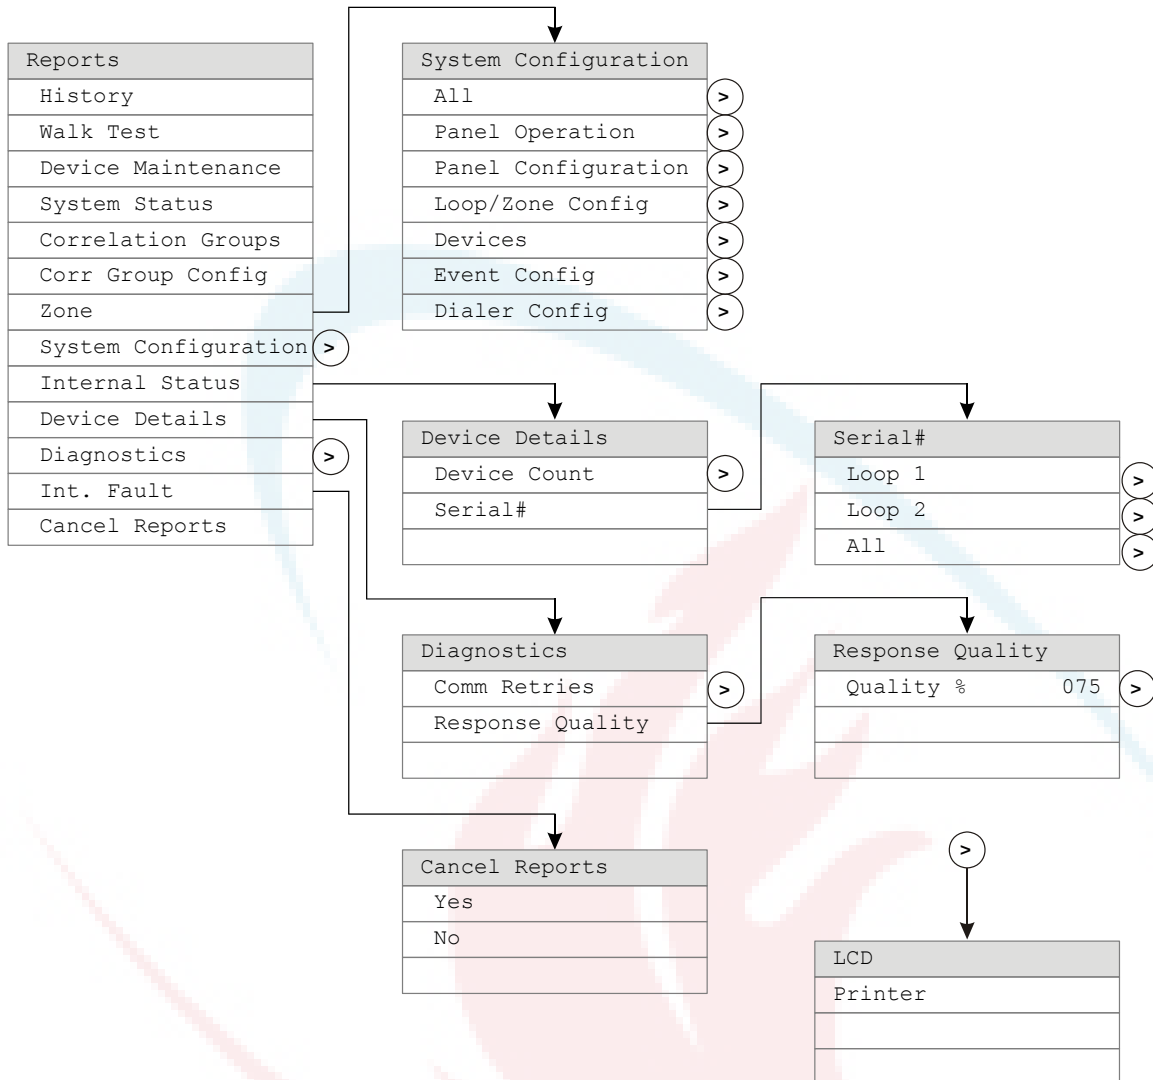 Reports
History
Walk Test
Device Maintenance
System Status
Correlation Groups
Corr Group Config
Zone
System Configuration >
Internal Status
Device Details
Diagnostics >
Int. Fault
Cancel Reports
System Configuration
All >
Panel Operation >
Panel Configuration >
Loop/Zone Config >
Devices >
Event Config >
Dialer Config >
Device Details
Device Count >
Serial#
Serial#
Loop 1 >
Loop 2 >
All >
Diagnostics
Comm Retries >
Response Quality
Response Quality
Quality % 075 >
Cancel Reports
Yes
No
>
LCD
Printer